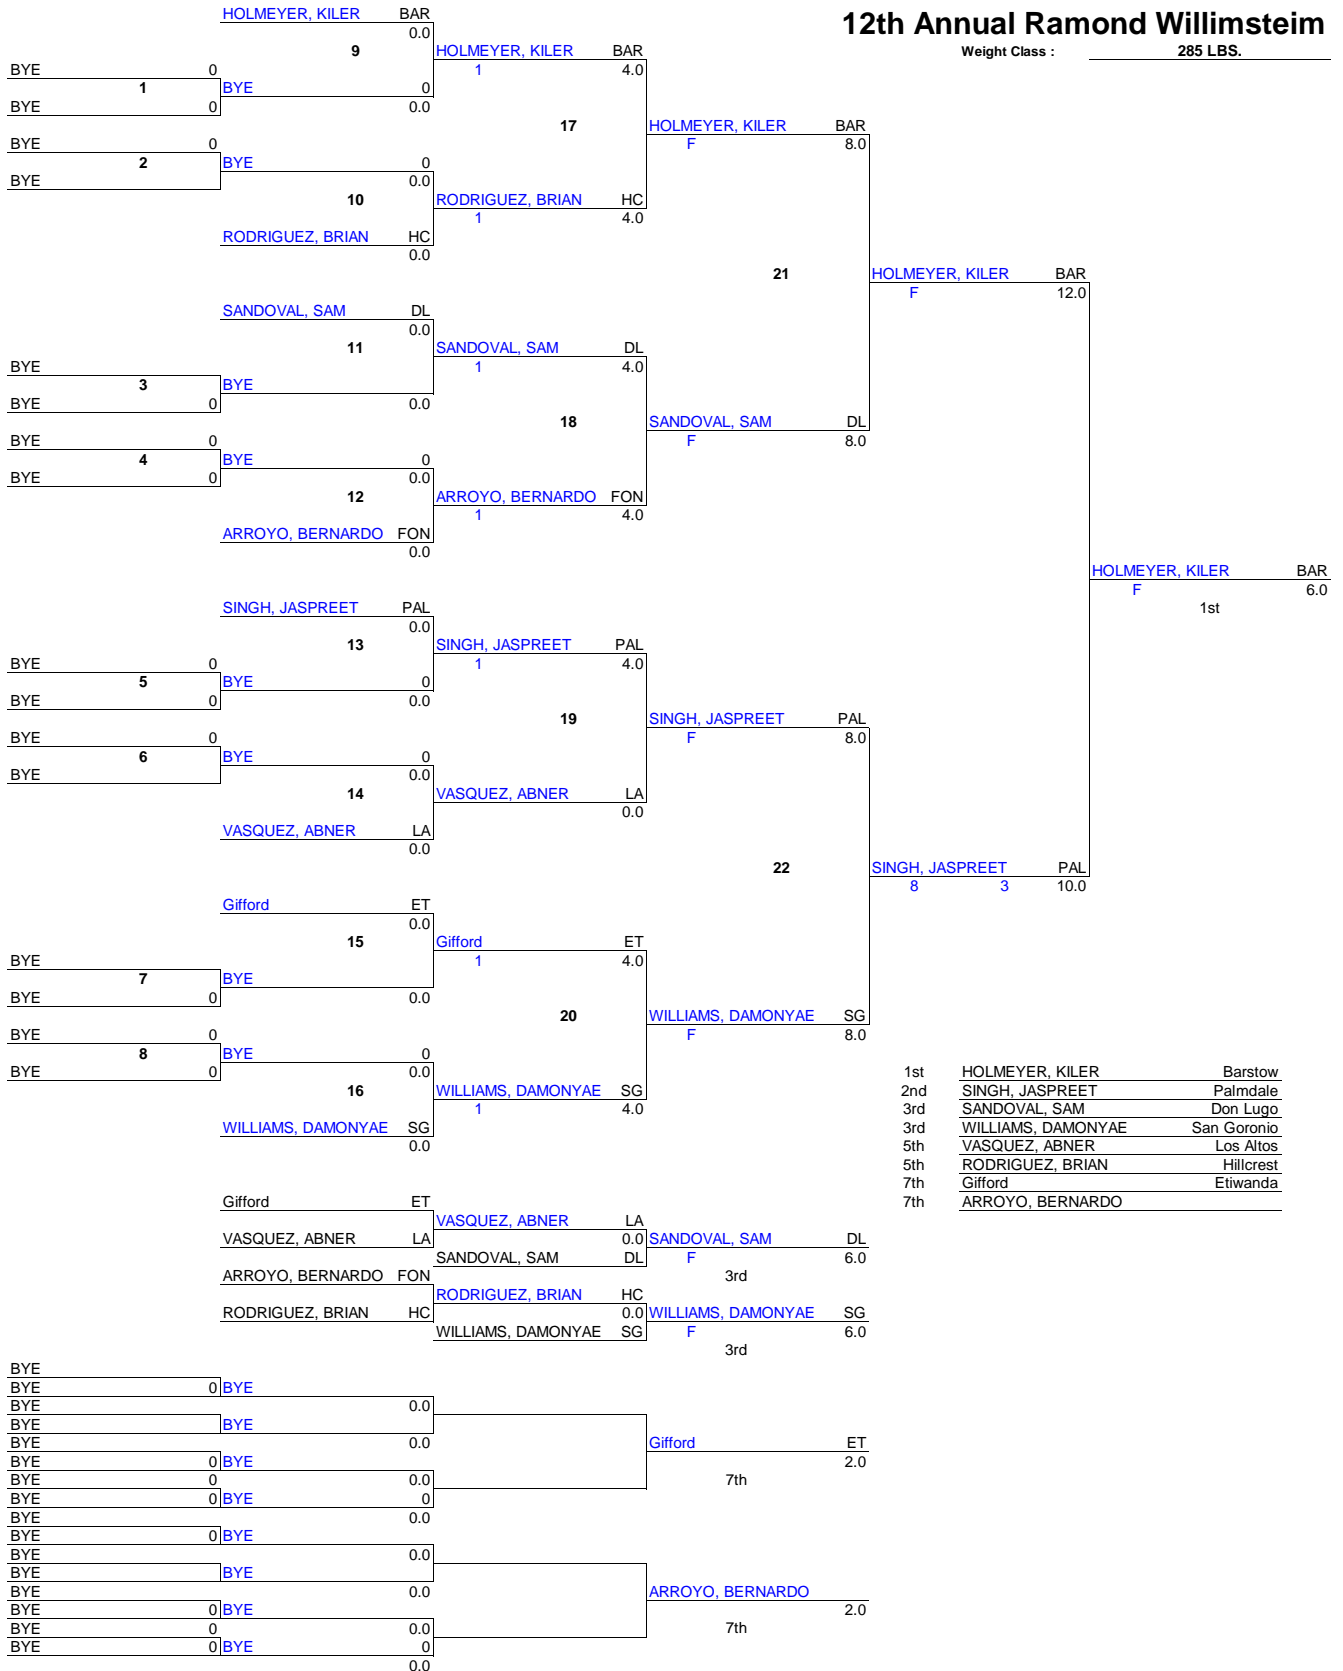 HOLMEYER, KILER BAR
12th Annual Ramond Willimsteim
0.0
9 HOLMEYER, KILER BAR
Weight Class : 285 LBS.
BYE 0
1 4.0
1 BYE 0
BYE 0
0.0
17 HOLMEYER, KILER BAR
BYE 0
F 8.0
2 BYE 0
BYE
0.0
10 RODRIGUEZ, BRIAN HC
1 4.0
RODRIGUEZ, BRIAN HC
0.0
21 HOLMEYER, KILER BAR
F 12.0
SANDOVAL, SAM DL
0.0
11 SANDOVAL, SAM DL
BYE
1 4.0
3 BYE
BYE 0
0.0
18 SANDOVAL, SAM DL
BYE 0
F 8.0
4 BYE 0
BYE 0
0.0
12 ARROYO, BERNARDO FON
1 4.0
ARROYO, BERNARDO FON
0.0
HOLMEYER, KILER BAR
F 6.0
1st
SINGH, JASPREET PAL
0.0
13 SINGH, JASPREET PAL
BYE 0
1 4.0
5 BYE 0
BYE 0
0.0
19 SINGH, JASPREET PAL
BYE 0
F 8.0
6 BYE 0
BYE
0.0
14 VASQUEZ, ABNER LA
0.0
VASQUEZ, ABNER LA
0.0
22 SINGH, JASPREET PAL
8 3 10.0
Gifford ET
0.0
15 Gifford ET
BYE
1 4.0
7 BYE
BYE 0
0.0
20 WILLIAMS, DAMONYAE SG
BYE 0
F 8.0
8 BYE 0
BYE 0
0.0
16 WILLIAMS, DAMONYAE SG
1 4.0
WILLIAMS, DAMONYAE SG
0.0
1st HOLMEYER, KILER Barstow
2nd SINGH, JASPREET Palmdale
3rd SANDOVAL, SAM Don Lugo
3rd WILLIAMS, DAMONYAE San Goronio
5th VASQUEZ, ABNER Los Altos
5th RODRIGUEZ, BRIAN Hillcrest
7th Gifford Etiwanda
7th ARROYO, BERNARDO
Gifford ET
VASQUEZ, ABNER LA
VASQUEZ, ABNER LA
0.0 SANDOVAL, SAM DL
SANDOVAL, SAM DL
F 6.0
ARROYO, BERNARDO FON
3rd
RODRIGUEZ, BRIAN HC
RODRIGUEZ, BRIAN HC
0.0 WILLIAMS, DAMONYAE SG
WILLIAMS, DAMONYAE SG
F 6.0
3rd
BYE
BYE 0 BYE
BYE 0.0
BYE BYE
BYE 0.0
Gifford ET
BYE 0 BYE
2.0
BYE 0 0.0
7th
BYE 0 BYE 0
BYE 0.0
BYE 0 BYE
BYE 0.0
BYE BYE
BYE 0.0
ARROYO, BERNARDO
BYE 0 BYE
2.0
BYE 0 0.0
7th
BYE 0 BYE 0
0.0